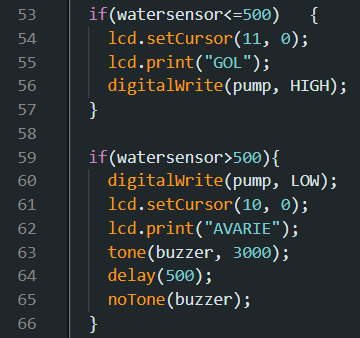 53 if(watersensor<=500) {
54 lcd.setCursor(11, 0);
55 lcd.print("GOL");
56 digitalWrite(pump, HIGH);
57 }
58
59 if(watersensor>500){
60 digitalWrite(pump, LOW);
61 lcd.setCursor(10, 0);
62 lcd.print("AVARIE");
63 tone(buzzer, 3000);
64 delay(500);
65 noTone(buzzer);
66 }